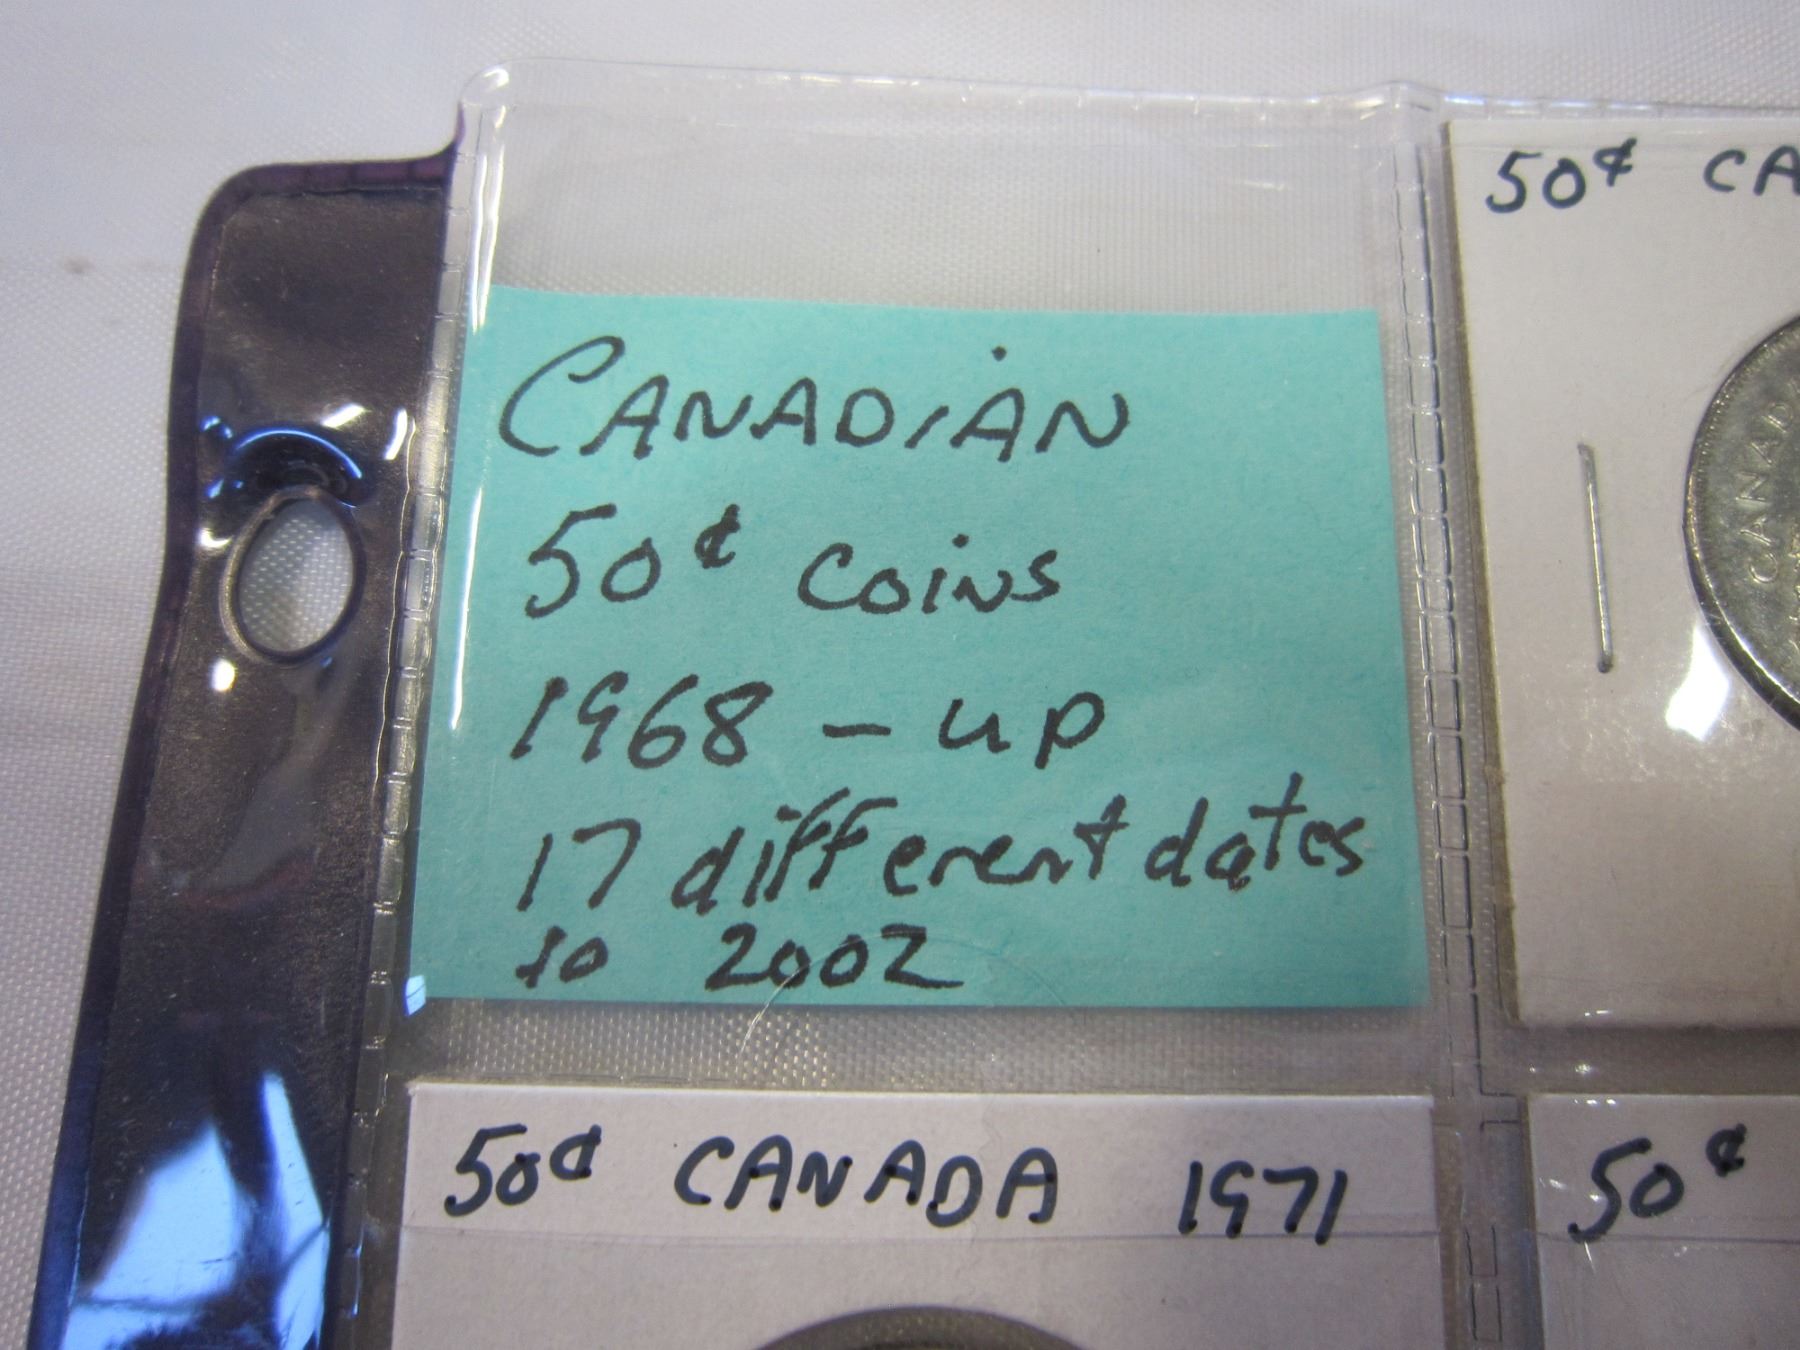 CANADiAN
50¢ coins
1968 - up
17 different dates
to 2002
50¢ CA
CANAD
50¢ CANADA 1971
50¢